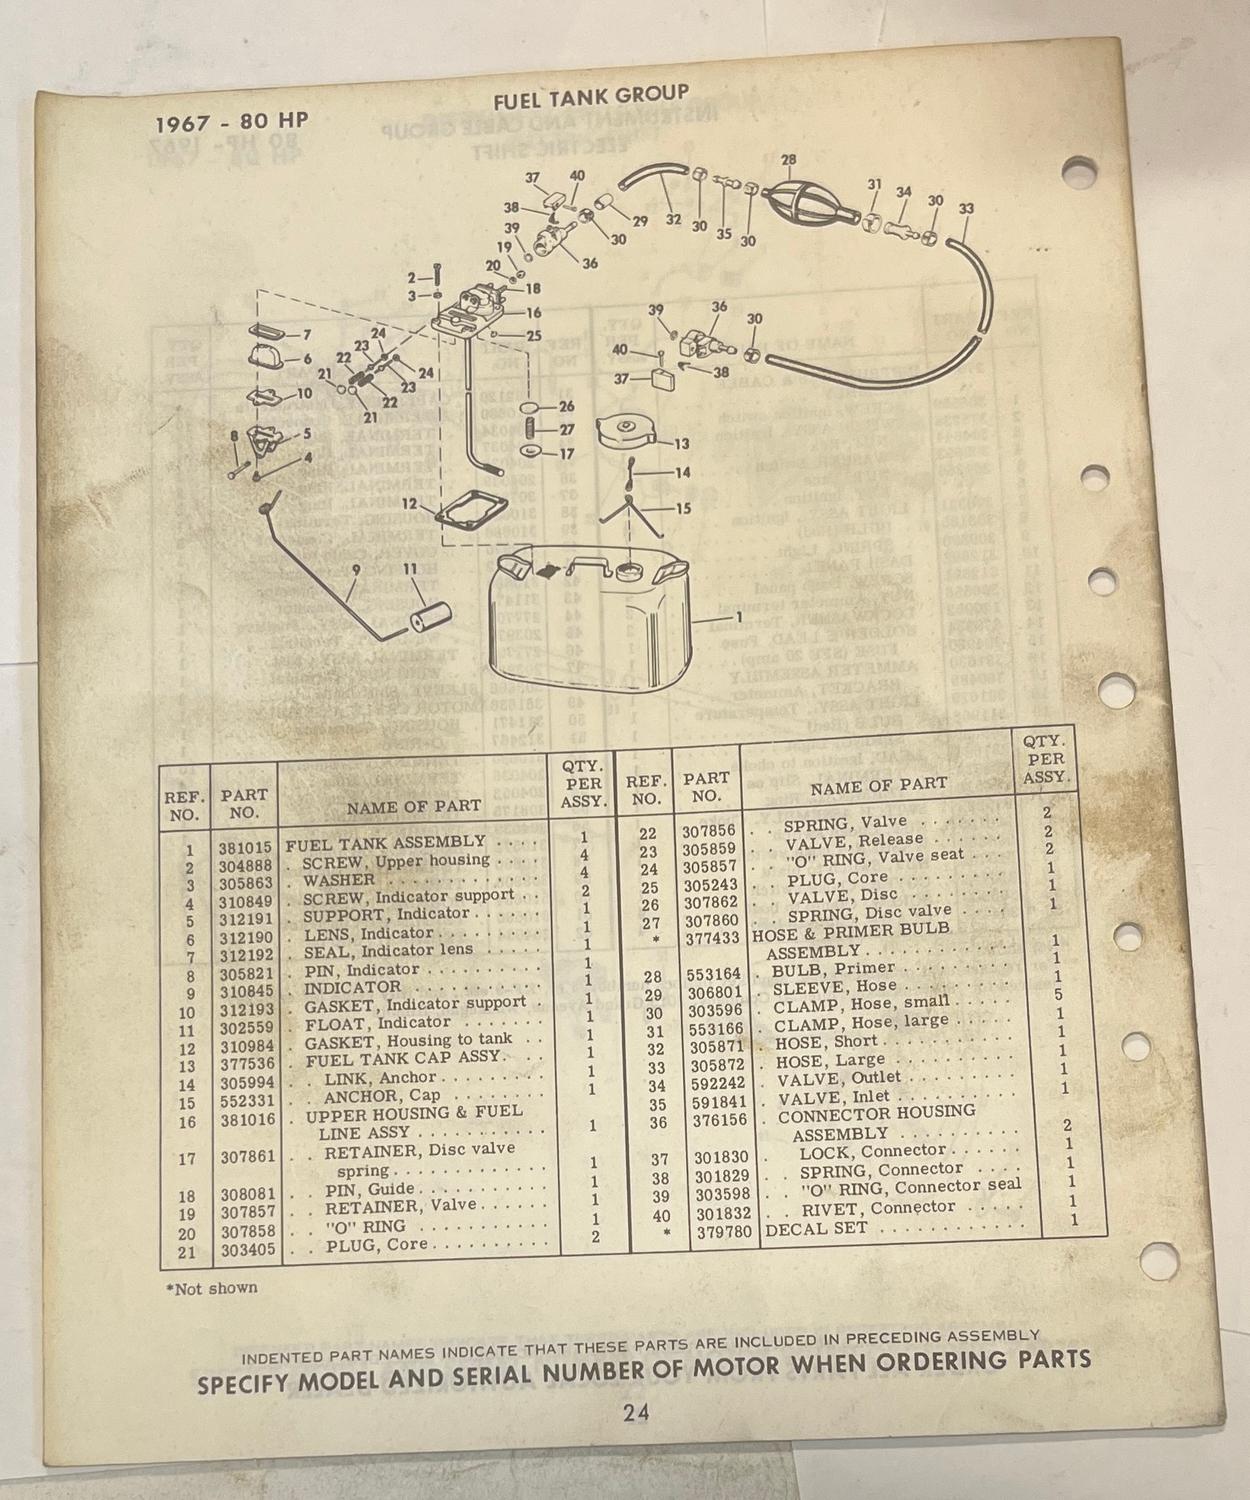 FUEL TANK GROUP
1967 - 80 HP
REF. NO. PART NO. NAME OF PART QTY. PER ASSY.
1 381015 FUEL TANK ASSEMBLY . . . . 1
2 304888 . SCREW, Upper housing . . . . 4
3 305863 . WASHER . . . . . . . . . . . . 4
4 310849 . SCREW, Indicator support . . 2
5 312191 . SUPPORT, Indicator . . . . . . 1
6 312190 . LENS, Indicator . . . . . . . . . 1
7 312192 . SEAL, Indicator lens . . . . . 1
8 305821 . PIN, Indicator . . . . . . . . . . 1
9 310845 . INDICATOR . . . . . . . . . . . 1
10 312193 . GASKET, Indicator support . 1
11 302559 . FLOAT, Indicator . . . . . . . 1
12 310984 . GASKET, Housing to tank . . 1
13 377536 . FUEL TANK CAP ASSY. . . . 1
14 305994 . . LINK, Anchor . . . . . . . . . 1
15 552331 . . ANCHOR, Cap . . . . . . . . 1
16 381016 . UPPER HOUSING & FUEL
LINE ASSY . . . . . . . . . . . 1
17 307861 . . RETAINER, Disc valve
spring . . . . . . . . . . . . . 1
18 308081 . . PIN, Guide . . . . . . . . . . . 1
19 307857 . . RETAINER, Valve . . . . . . 1
20 307858 . . "O" RING . . . . . . . . . . . 1
21 303405 . . PLUG, Core . . . . . . . . . . 2
REF. NO. PART NO. NAME OF PART QTY. PER ASSY.
22 307856 . . SPRING, Valve . . . . . . . 2
23 305859 . . VALVE, Release . . . . . . 2
24 305857 . . "O" RING, Valve seat . . . 2
25 305243 . . PLUG, Core . . . . . . . . . 1
26 307862 . . VALVE, Disc . . . . . . . . 1
27 307860 . . SPRING, Disc valve . . . . 1
* 377433 HOSE & PRIMER BULB
ASSEMBLY . . . . . . . . . . 1
28 553164 . BULB, Primer . . . . . . . . . 1
29 306801 . SLEEVE, Hose . . . . . . . . . 1
30 303596 . CLAMP, Hose, small . . . . . 5
31 553166 . CLAMP, Hose, large . . . . . 1
32 305871 . HOSE, Short . . . . . . . . . . 1
33 305872 . HOSE, Large . . . . . . . . . . 1
34 592242 . VALVE, Outlet . . . . . . . . . 1
35 591841 . VALVE, Inlet . . . . . . . . . . 1
36 376156 . CONNECTOR HOUSING
ASSEMBLY . . . . . . . . . . 2
37 301830 . LOCK, Connector . . . . . . 1
38 301829 . . SPRING, Connector . . . . 1
39 303598 . . "O" RING, Connector seal 1
40 301832 . . RIVET, Connector . . . . . 1
* 379780 DECAL SET . . . . . . . . . . . . 1
*Not shown
INDENTED PART NAMES INDICATE THAT THESE PARTS ARE INCLUDED IN PRECEDING ASSEMBLY
SPECIFY MODEL AND SERIAL NUMBER OF MOTOR WHEN ORDERING PARTS
24